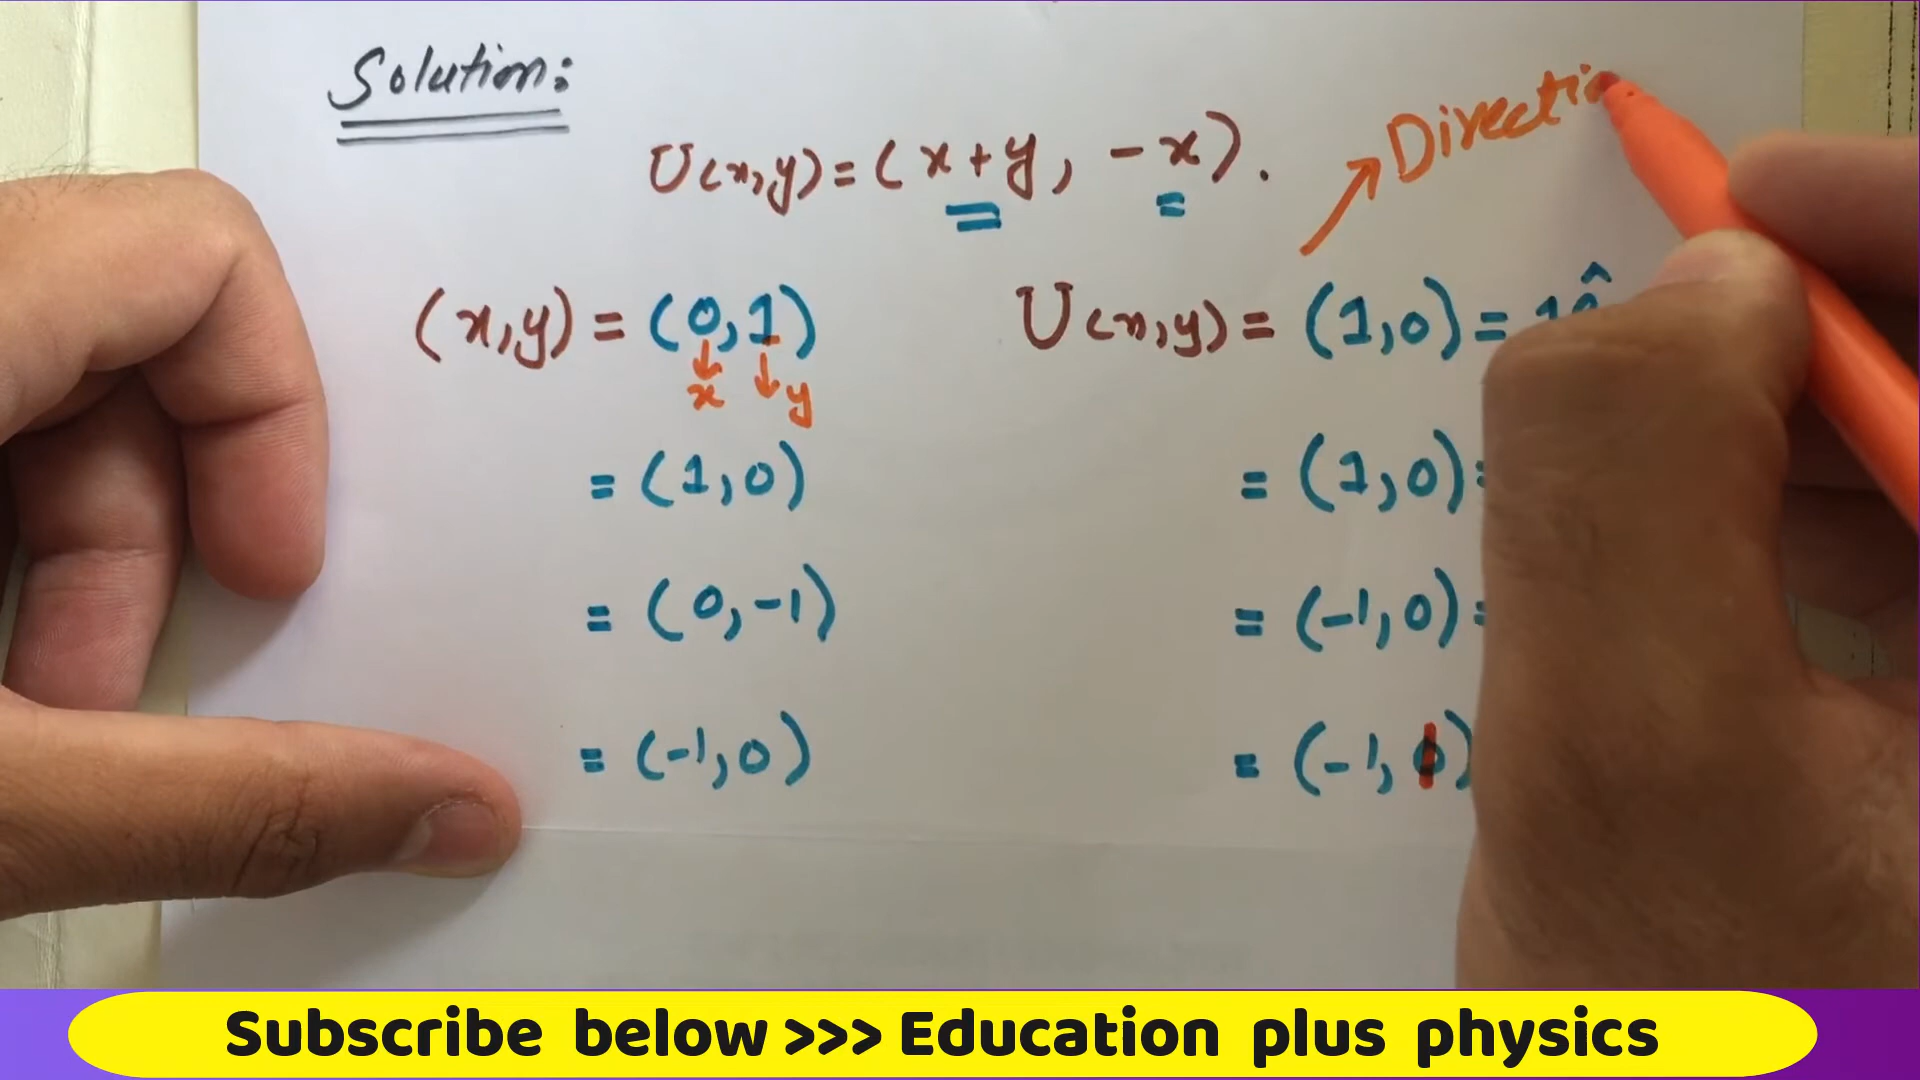 Solution:
U(x,y) = (x+y, -x).
Directio
(x,y) = (0,1)
U(x,y) = (1,0) = 1
x y
= (1,0)
= (1,0) =
= (0,-1)
= (-1,0) =
= (-1,0)
= (-1, )
Subscribe below >>> Education plus physics